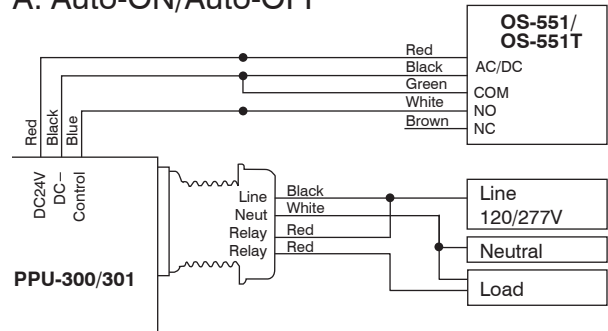 A: Auto-ON/Auto-OFF
OS-551/
OS-551T
Red
Black
Green
White
Brown
AC/DC
COM
NO
NC
Red
Black
Blue
DC24V
DC–
Control
PPU-300/301
Line
Neut
Relay
Relay
Black
White
Red
Red
Line
120/277V
Neutral
Load